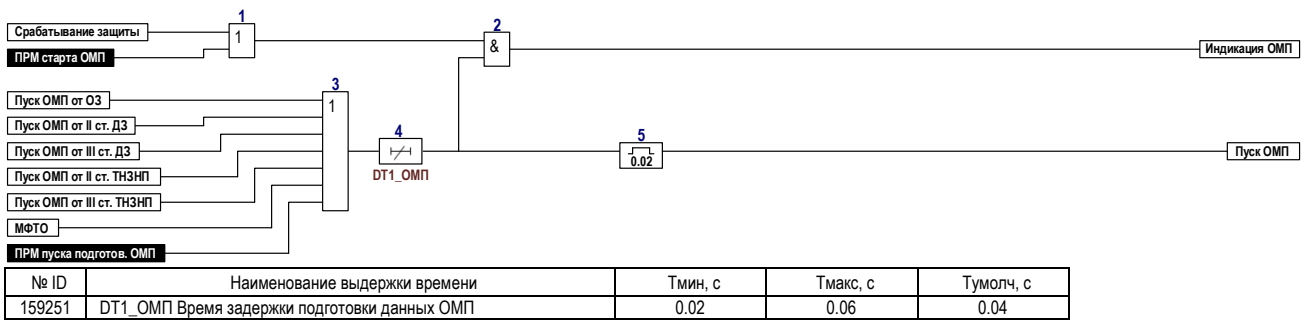 1
2
Срабатывание защиты
1
&
Индикация ОМП
ПРМ старта ОМП
3
Пуск ОМП от ОЗ
1
Пуск ОМП от II ст. ДЗ
4
5
Пуск ОМП от III ст. ДЗ
0.02
Пуск ОМП
Пуск ОМП от II ст. ТНЗНП
DT1_ОМП
Пуск ОМП от III ст. ТНЗНП
МФТО
ПРМ пуска подготов. ОМП
№ ID Наименование выдержки времени Тмин, с Тмакс, с Тумолч, с
159251 DT1_ОМП Время задержки подготовки данных ОМП 0.02 0.06 0.04